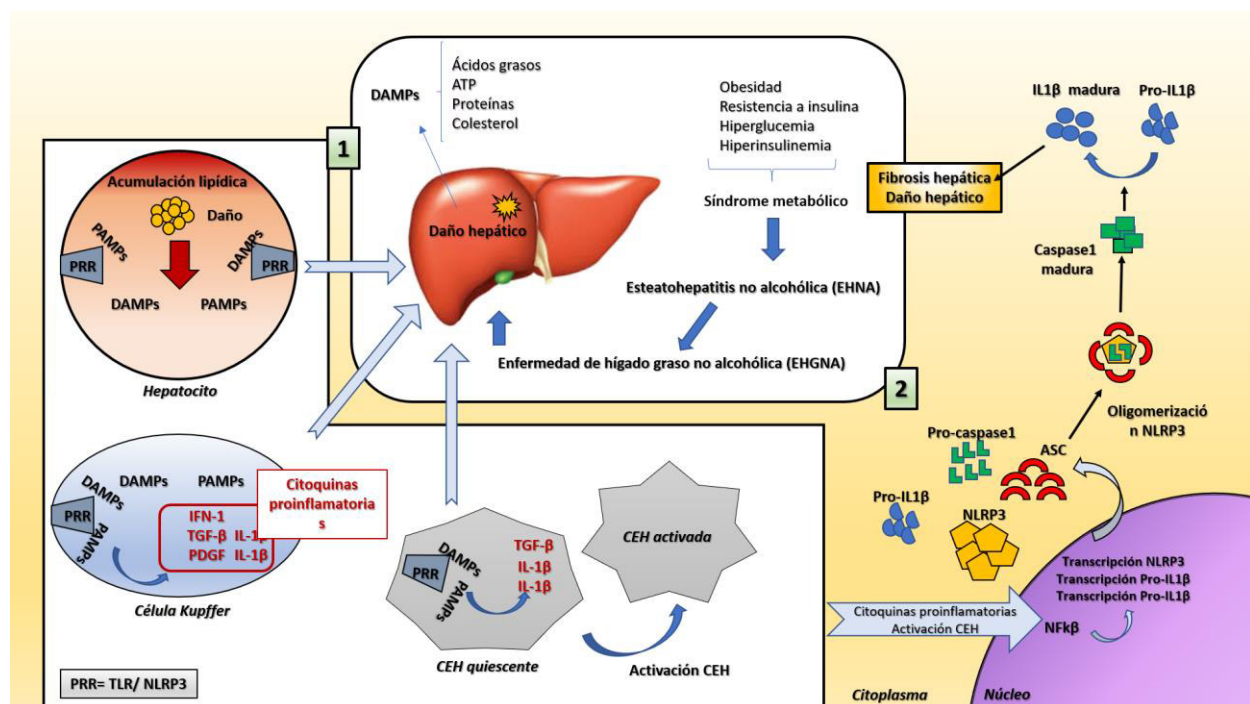 1
DAMPs
Ácidos grasos
ATP
Proteínas
Colesterol
Daño hepático
Obesidad
Resistencia a insulina
Hiperglucemia
Hiperinsulinemia
Síndrome metabólico
Esteatohepatitis no alcohólica (EHNA)
Enfermedad de hígado graso no alcohólica (EHGNA)
Acumulación lipídica
Daño
PAMPs
PRR
DAMPs
PRR
DAMPs
PAMPs
Hepatocito
DAMPs
PAMPs
DAMPs
PRR
PAMPs
IFN-1
TGF-β IL-1β
PDGF IL-1β
Citoquinas
proinflamatoria
s
Célula Kupffer
PRR
DAMPs
PAMPs
TGF-β
IL-1β
IL-1β
CEH quiescente
CEH activada
Activación CEH
PRR= TLR/ NLRP3
2
IL1β madura
Pro-IL1β
Fibrosis hepática
Daño hepático
Caspase1
madura
Oligomerizació
n NLRP3
Pro-caspase1
ASC
Pro-IL1β
NLRP3
Transcripción NLRP3
Transcripción Pro-IL1β
Transcripción Pro-IL1β
Citoquinas proinflamatorias
Activación CEH
NFkβ
Citoplasma
Núcleo